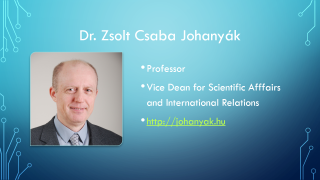 Dr. Zsolt Csaba Johanyák
Professor
Vice Dean for Scientific Afffairs
and International Relations
http://johanyak.hu